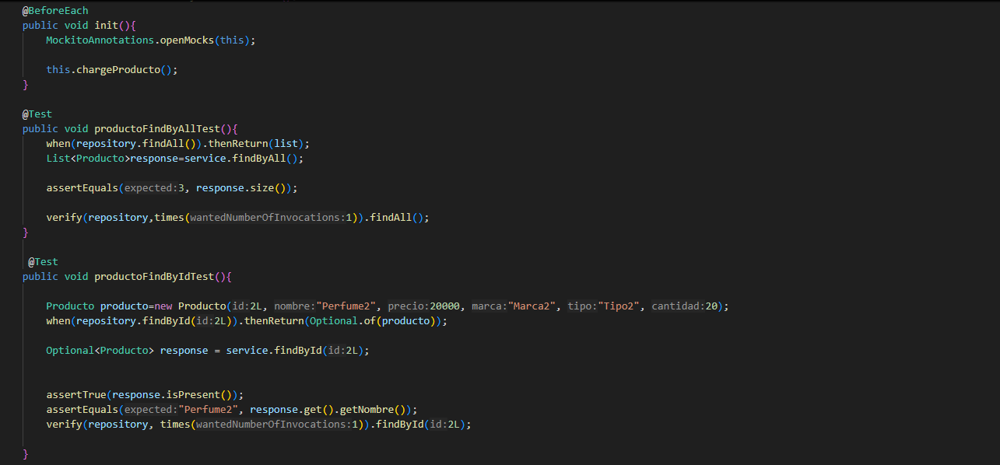 @BeforeEach
public void init(){
MockitoAnnotations.openMocks(this);
this.chargeProducto();
}
@Test
public void productoFindByAllTest(){
when(repository.findAll()).thenReturn(list);
List<Producto>response=service.findByAll();
assertEquals(expected:3, response.size());
verify(repository,times(wantedNumberOfInvocations:1)).findAll();
}
@Test
public void productoFindByIdTest(){
Producto producto=new Producto(id:2L, nombre:"Perfume2", precio:20000, marca:"Marca2", tipo:"Tipo2", cantidad:20);
when(repository.findById(id:2L)).thenReturn(Optional.of(producto));
Optional<Producto> response = service.findById(id:2L);
assertTrue(response.isPresent());
assertEquals(expected:"Perfume2", response.get().getNombre());
verify(repository, times(wantedNumberOfInvocations:1)).findById(id:2L);
}